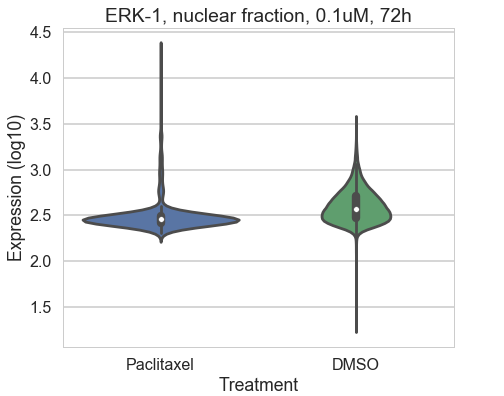 ERK-1, nuclear fraction, 0.1uM, 72h
4.5
4.0
3.5
3.0
2.5
2.0
1.5
Expression (log10)
Paclitaxel
DMSO
Treatment